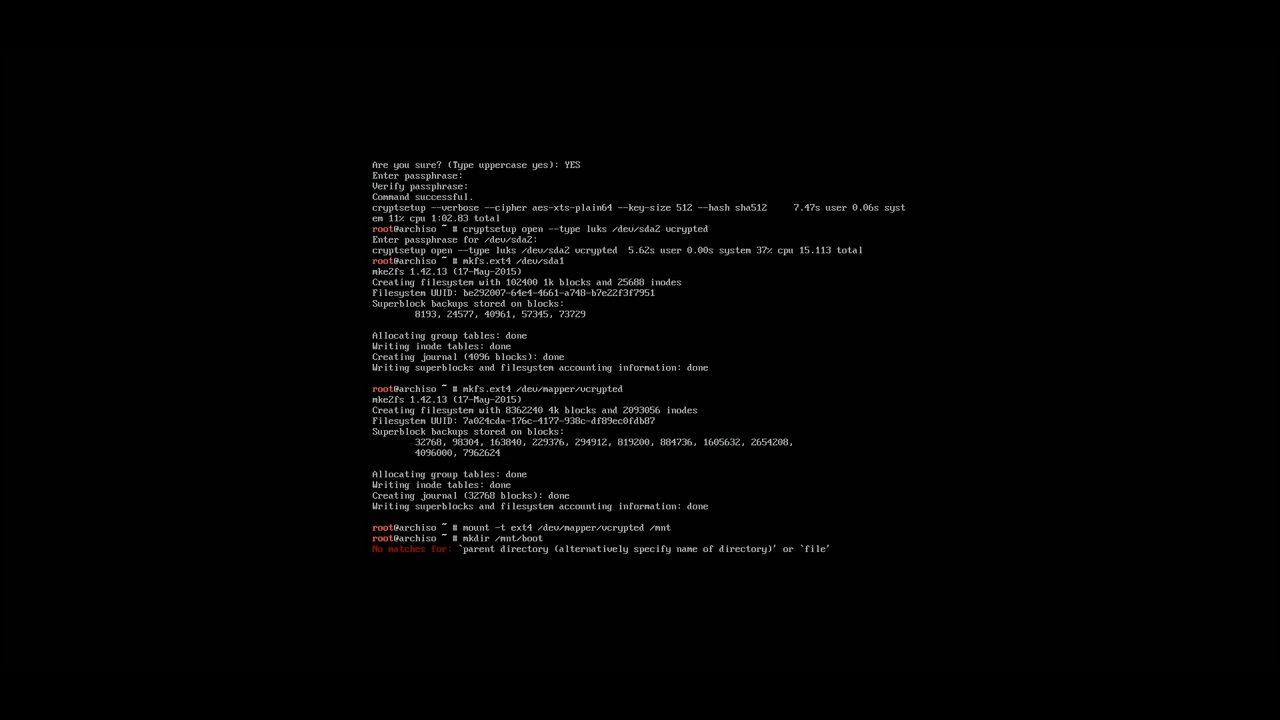 Are you sure? (Type uppercase yes): YES
Enter passphrase:
Verify passphrase:
Command successful.
cryptsetup --verbose --cipher aes-xts-plain64 --key-size 512 --hash sha512     7.47s user 0.06s syst
em 11% cpu 1:02.83 total
root@archiso ~ # cryptsetup open --type luks /dev/sda2 vcrypted
Enter passphrase for /dev/sda2:
cryptsetup open --type luks /dev/sda2 vcrypted  5.62s user 0.00s system 37% cpu 15.113 total
root@archiso ~ # mkfs.ext4 /dev/sda1
mke2fs 1.42.13 (17-May-2015)
Creating filesystem with 102400 1k blocks and 25688 inodes
Filesystem UUID: be292007-64e4-4661-a748-b7e22f3f7951
Superblock backups stored on blocks:
        8193, 24577, 40961, 57345, 73729
Allocating group tables: done
Writing inode tables: done
Creating journal (4096 blocks): done
Writing superblocks and filesystem accounting information: done
root@archiso ~ # mkfs.ext4 /dev/mapper/vcrypted
mke2fs 1.42.13 (17-May-2015)
Creating filesystem with 8362240 4k blocks and 2093056 inodes
Filesystem UUID: 7a024cda-176c-4177-938c-df89ec0fdb87
Superblock backups stored on blocks:
        32768, 98304, 163840, 229376, 294912, 819200, 884736, 1605632, 2654208,
        4096000, 7962624
Allocating group tables: done
Writing inode tables: done
Creating journal (32768 blocks): done
Writing superblocks and filesystem accounting information: done
root@archiso ~ # mount -t ext4 /dev/mapper/vcrypted /mnt
root@archiso ~ # mkdir /mnt/boot
No matches for: `parent directory (alternatively specify name of directory)' or `file'